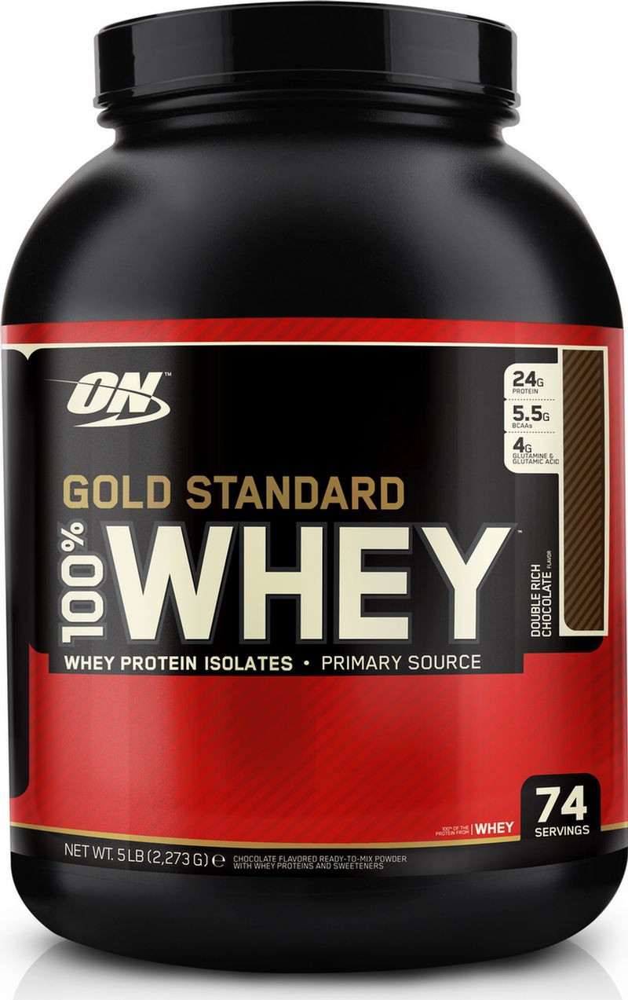 ON™
24G
PROTEIN
5.5G
BCAAs
4G
GLUTAMINE &
GLUTAMIC ACID
GOLD STANDARD
100%
WHEY™
DOUBLE RICH
CHOCOLATE FLAVOR
WHEY PROTEIN ISOLATES • PRIMARY SOURCE
100% OF THE
PROTEIN FROM
WHEY
74
SERVINGS
NET WT. 5 LB (2,273 G) ℮
CHOCOLATE FLAVORED READY-TO-MIX POWDER
WITH WHEY PROTEINS AND SWEETENERS